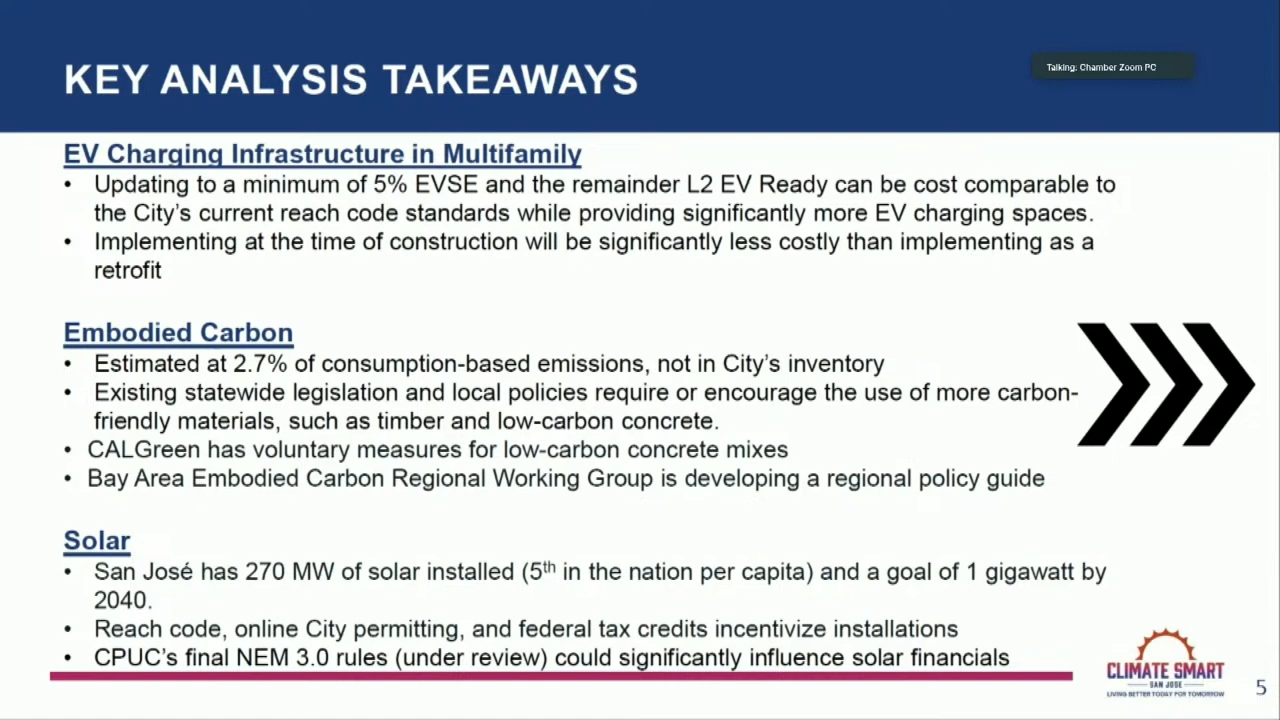 KEY ANALYSIS TAKEAWAYS
Talking: Chamber Zoom PC
EV Charging Infrastructure in Multifamily
• Updating to a minimum of 5% EVSE and the remainder L2 EV Ready can be cost comparable to
the City's current reach code standards while providing significantly more EV charging spaces.
• Implementing at the time of construction will be significantly less costly than implementing as a
retrofit
Embodied Carbon
• Estimated at 2.7% of consumption-based emissions, not in City's inventory
• Existing statewide legislation and local policies require or encourage the use of more carbon-
friendly materials, such as timber and low-carbon concrete.
• CALGreen has voluntary measures for low-carbon concrete mixes
• Bay Area Embodied Carbon Regional Working Group is developing a regional policy guide
Solar
• San José has 270 MW of solar installed (5th in the nation per capita) and a goal of 1 gigawatt by
2040.
• Reach code, online City permitting, and federal tax credits incentivize installations
• CPUC's final NEM 3.0 rules (under review) could significantly influence solar financials
CLIMATE SMART
SAN JOSE
LIVING BETTER TODAY FOR TOMORROW
5